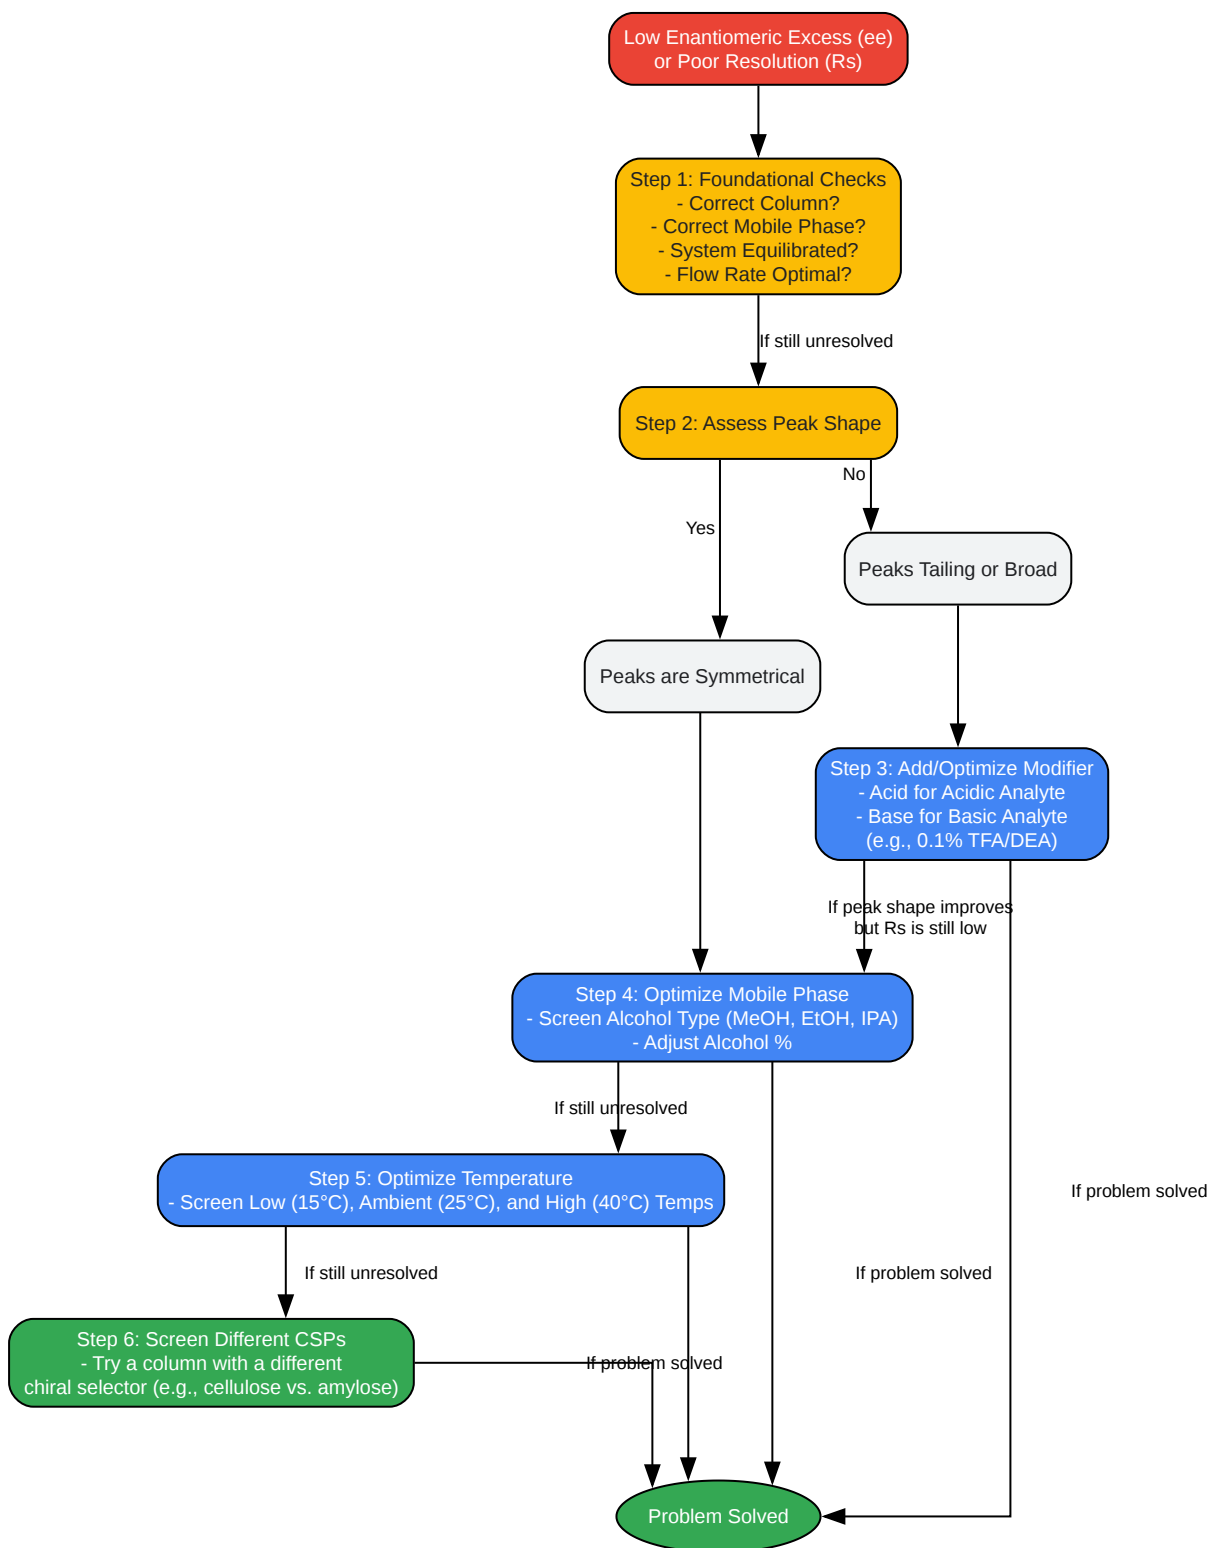 Low Enantiomeric Excess (ee)
or Poor Resolution (Rs)
Step 1: Foundational Checks
- Correct Column?
- Correct Mobile Phase?
- System Equilibrated?
- Flow Rate Optimal?
If still unresolved
Step 2: Assess Peak Shape
No
Yes
Peaks Tailing or Broad
Peaks are Symmetrical
Step 3: Add/Optimize Modifier
- Acid for Acidic Analyte
- Base for Basic Analyte
(e.g., 0.1% TFA/DEA)
If peak shape improves
but Rs is still low
Step 4: Optimize Mobile Phase
- Screen Alcohol Type (MeOH, EtOH, IPA)
- Adjust Alcohol %
If still unresolved
Step 5: Optimize Temperature
- Screen Low (15°C), Ambient (25°C), and High (40°C) Temps
If problem solved
If still unresolved
If problem solved
Step 6: Screen Different CSPs
- Try a column with a different
chiral selector (e.g., cellulose vs. amylose)
If problem solved
Problem Solved